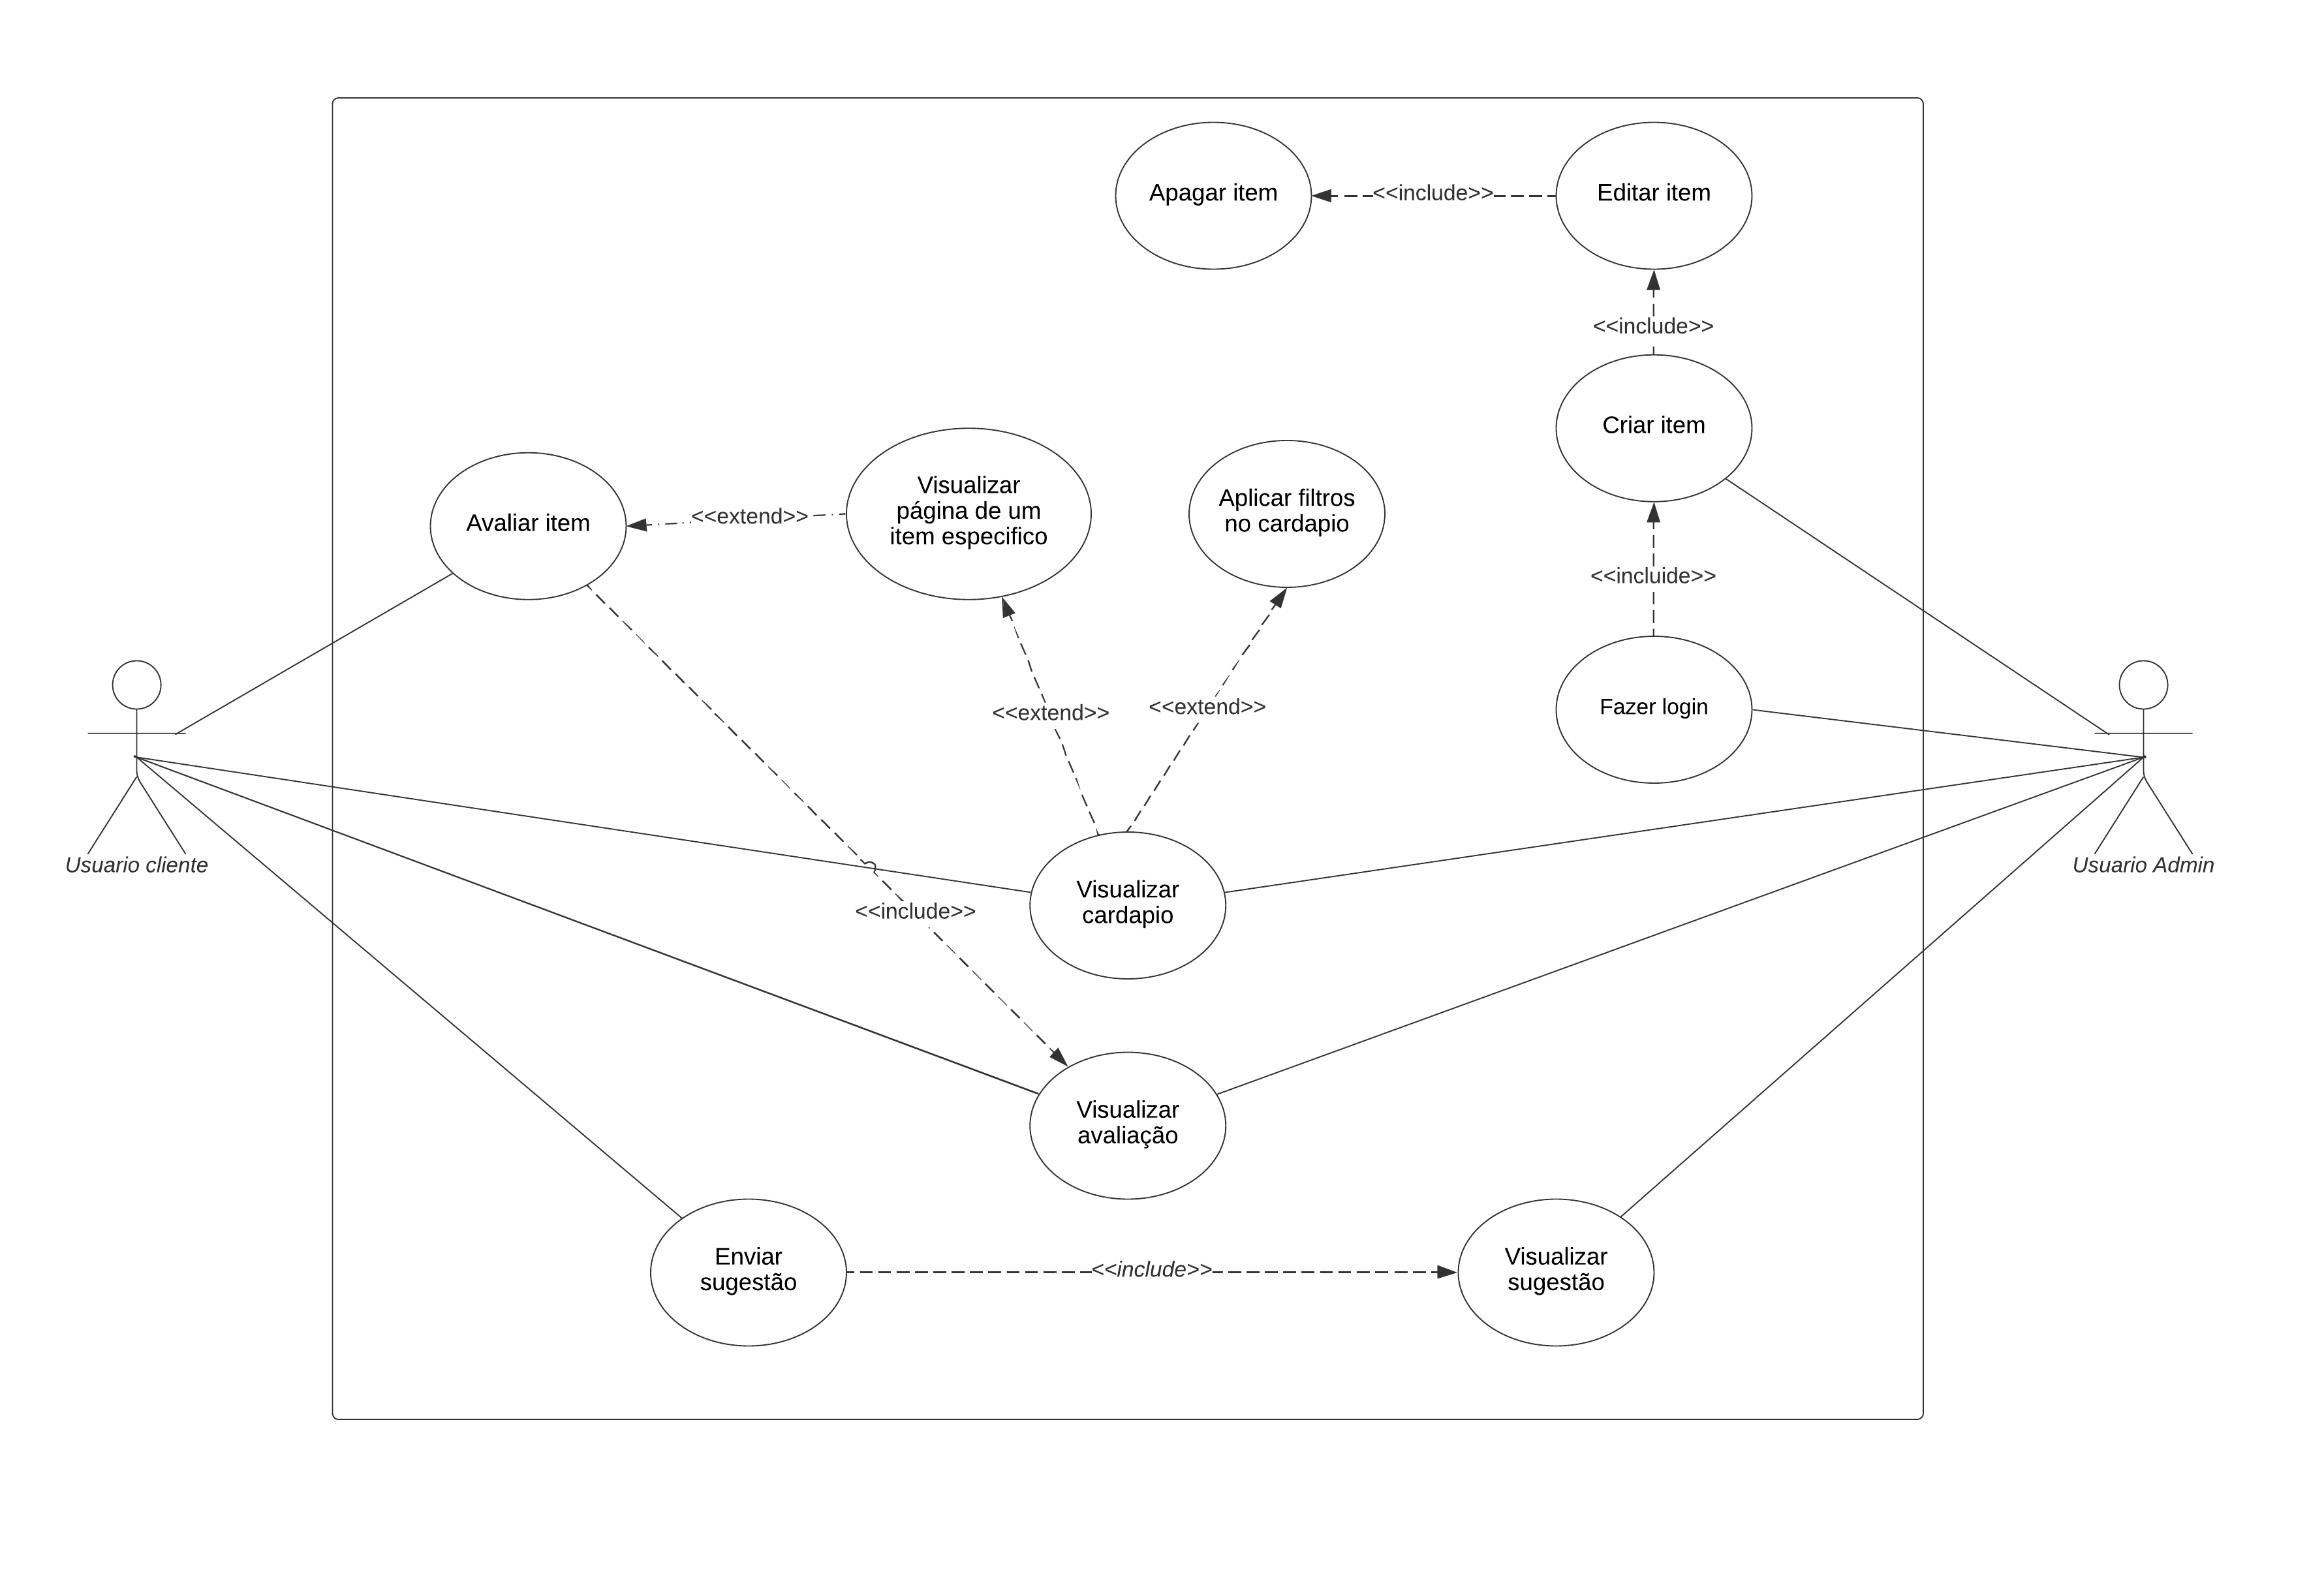 Apagar item
<<include>>
Editar item
<<include>>
Criar item
Avaliar item
<<extend>>
Visualizar
página de um
item especifico
Aplicar filtros
no cardapio
<<incluide>>
<<extend>>
<<extend>>
Fazer login
Usuario cliente
Usuario Admin
<<include>>
Visualizar
cardapio
Visualizar
avaliação
Enviar
sugestão
<<include>>
Visualizar
sugestão